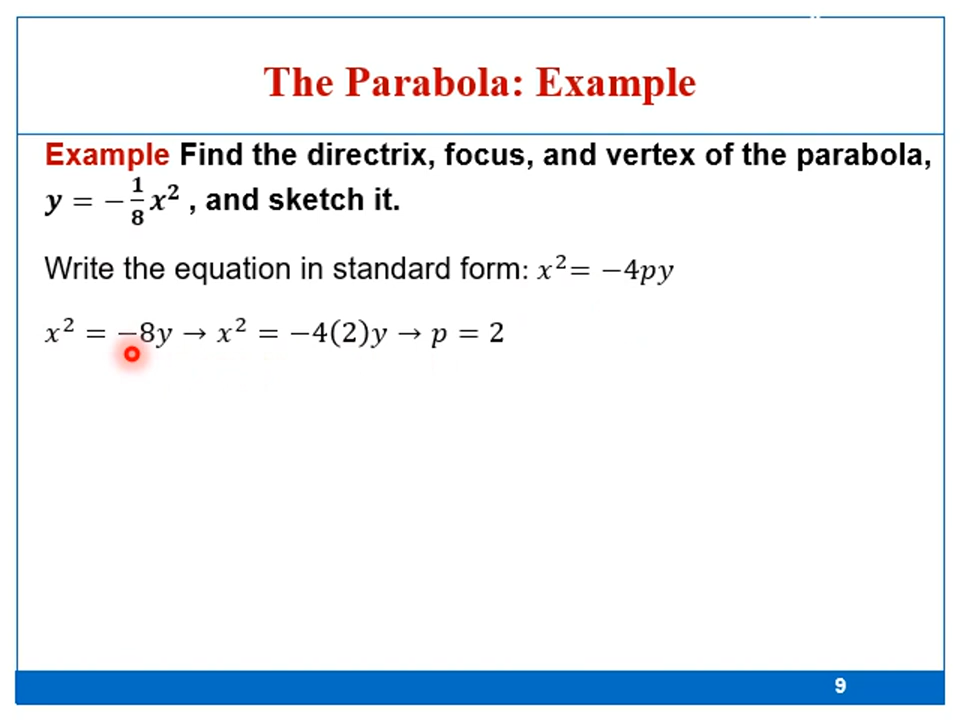 The Parabola: Example
Example Find the directrix, focus, and vertex of the parabola,
y = −1/8 x² , and sketch it.
Write the equation in standard form: x² = −4py
x² = −8y → x² = −4(2)y → p = 2
9